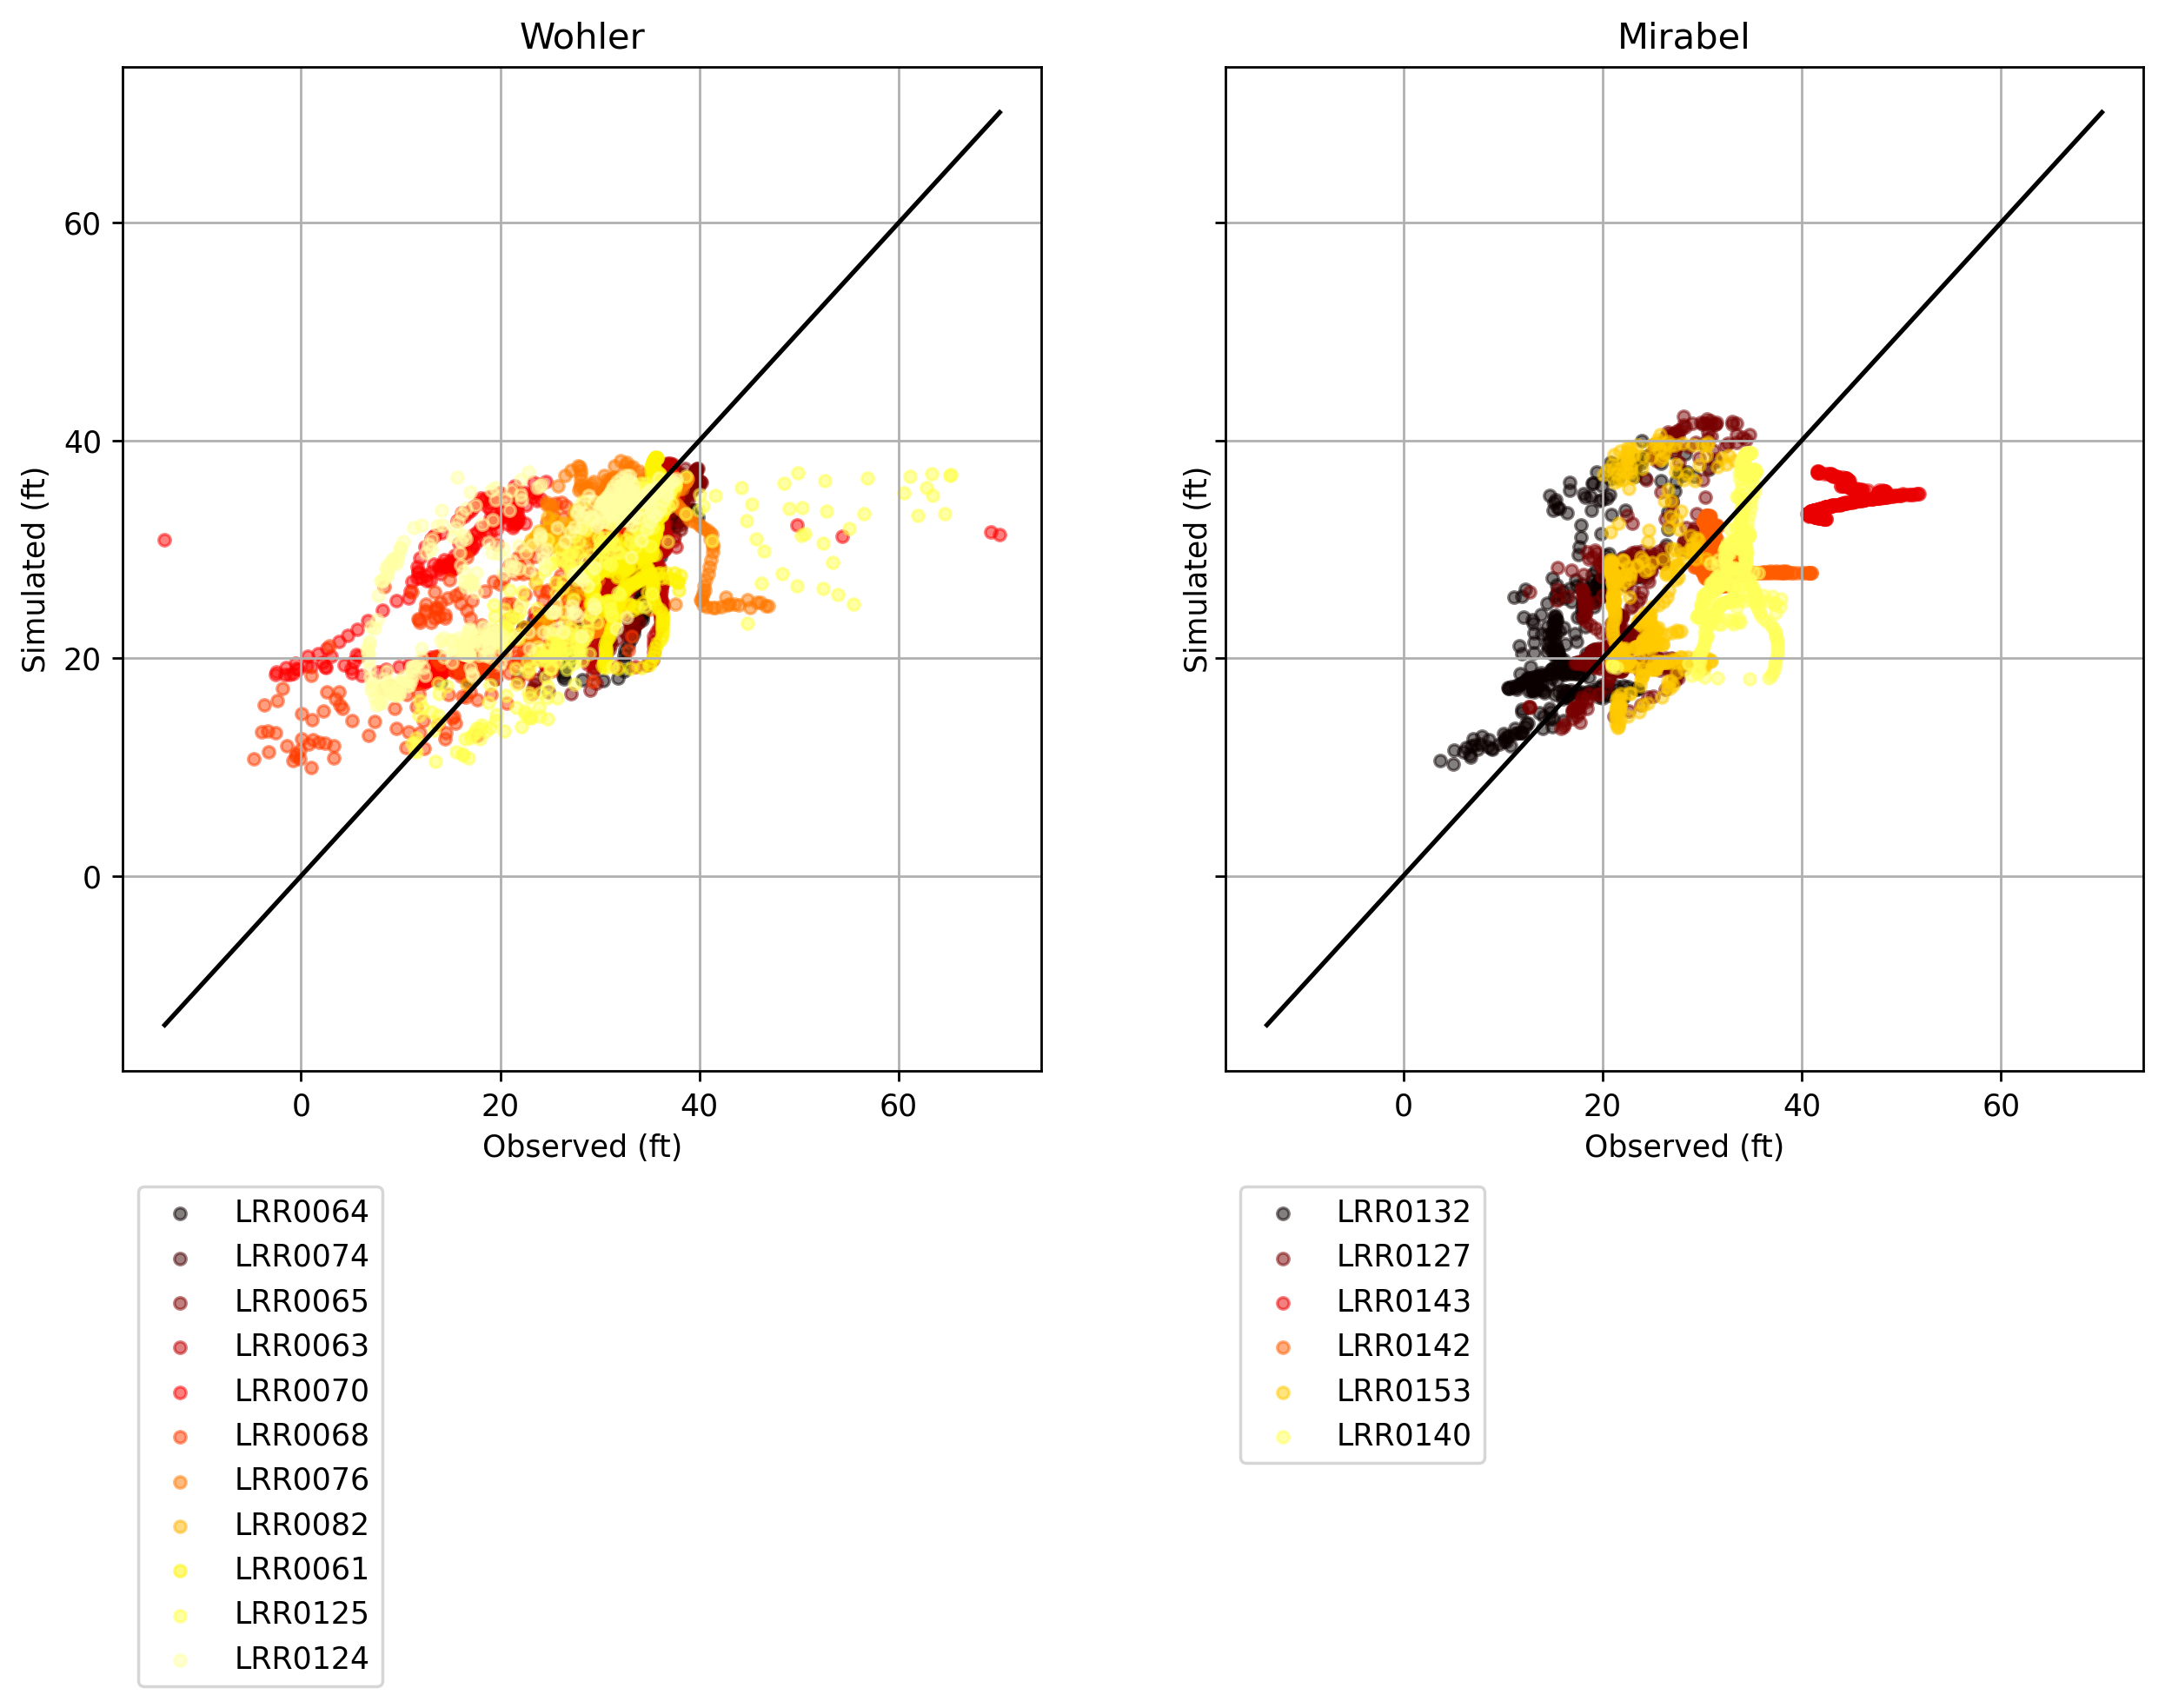 Wohler
Mirabel
60
40
20
0
Simulated (ft)
Simulated (ft)
0 20 40 60
0 20 40 60
Observed (ft)
Observed (ft)
LRR0064
LRR0074
LRR0065
LRR0063
LRR0070
LRR0068
LRR0076
LRR0082
LRR0061
LRR0125
LRR0124
LRR0132
LRR0127
LRR0143
LRR0142
LRR0153
LRR0140